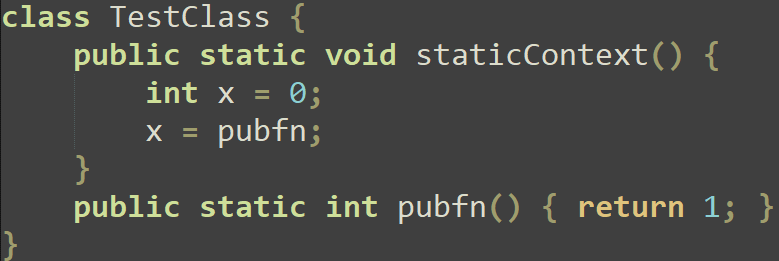 class TestClass {
    public static void staticContext() {
        int x = 0;
        x = pubfn;
    }
    public static int pubfn() { return 1; }
}